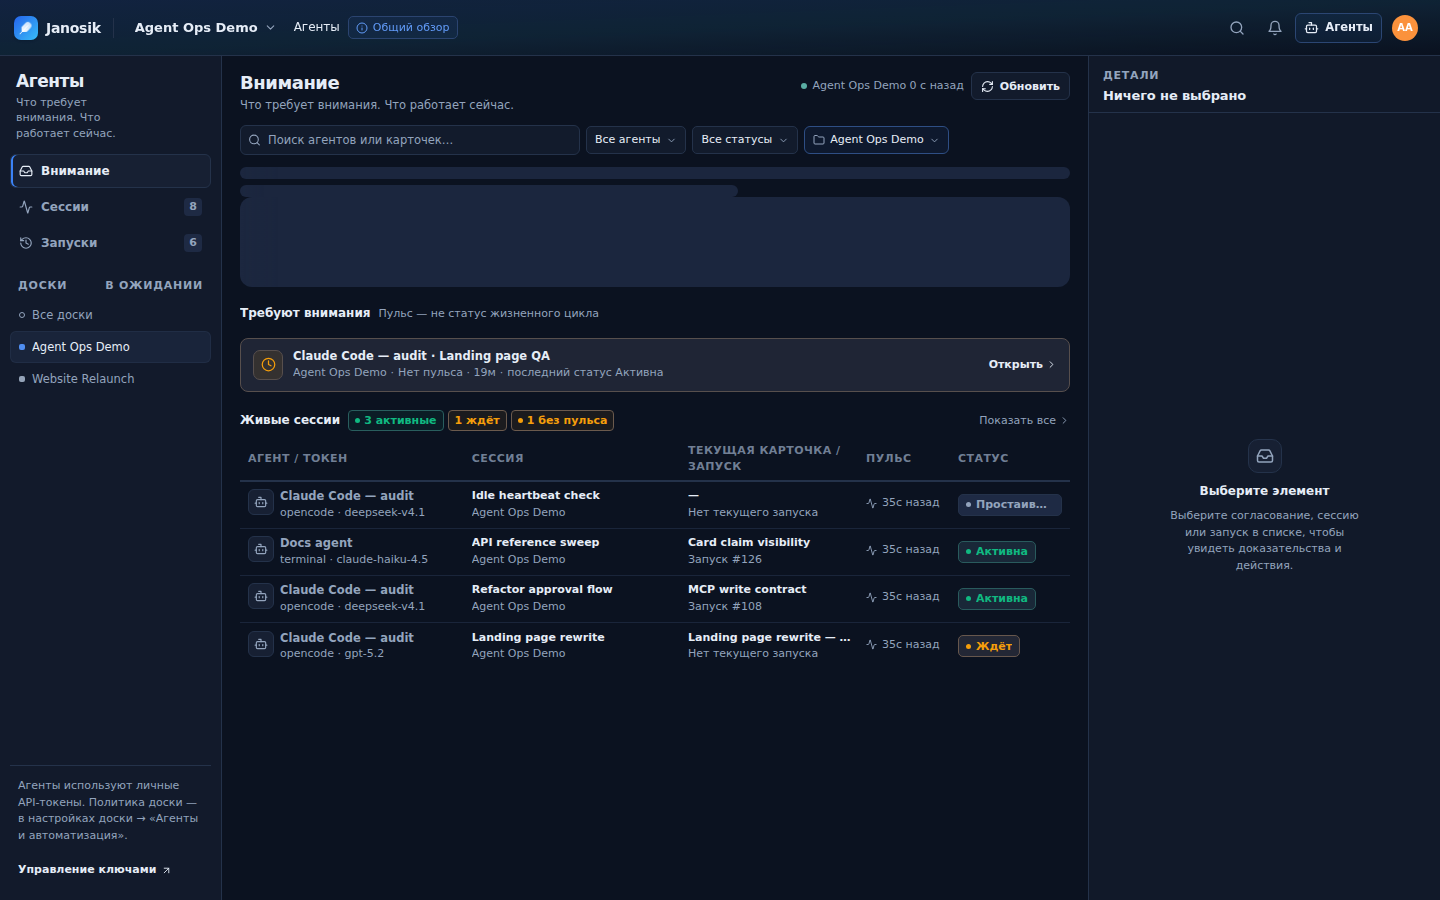 Janosik
Agent Ops Demo
Агенты
Общий обзор
Агенты
AA
Агенты
Что требует
внимания. Что
работает сейчас.
Внимание
Сессии 8
Запуски 6
ДОСКИ В ОЖИДАНИИ
Все доски
Agent Ops Demo
Website Relaunch
Агенты используют личные
API-токены. Политика доски —
в настройках доски → «Агенты
и автоматизация».
Управление ключами
Внимание
Что требует внимания. Что работает сейчас.
Agent Ops Demo 0 с назад
Обновить
Поиск агентов или карточек...
Все агенты
Все статусы
Agent Ops Demo
Требуют внимания Пульс — не статус жизненного цикла
Claude Code — audit · Landing page QA
Agent Ops Demo · Нет пульса · 19м · последний статус Активна
Открыть
Живые сессии 3 активные 1 ждёт 1 без пульса
Показать все
АГЕНТ / ТОКЕН СЕССИЯ ТЕКУЩАЯ КАРТОЧКА / ПУЛЬС СТАТУС
ЗАПУСК
Claude Code — audit Idle heartbeat check — 35с назад Простаив...
opencode · deepseek-v4.1 Agent Ops Demo Нет текущего запуска
Docs agent API reference sweep Card claim visibility 35с назад Активна
terminal · claude-haiku-4.5 Agent Ops Demo Запуск #126
Claude Code — audit Refactor approval flow MCP write contract 35с назад Активна
opencode · deepseek-v4.1 Agent Ops Demo Запуск #108
Claude Code — audit Landing page rewrite Landing page rewrite — ... 35с назад Ждёт
opencode · gpt-5.2 Agent Ops Demo Нет текущего запуска
ДЕТАЛИ
Ничего не выбрано
Выберите элемент
Выберите согласование, сессию
или запуск в списке, чтобы
увидеть доказательства и
действия.